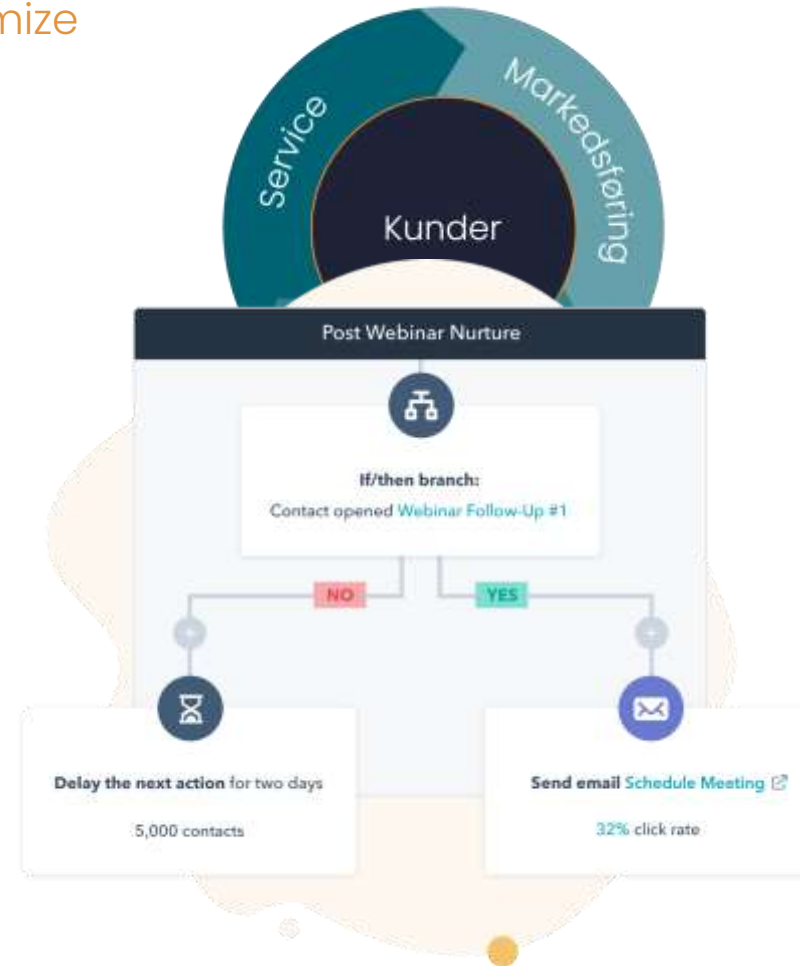 mize
Service
Markedsføring
Kunder
Post Webinar Nurture
If/then branch:
Contact opened Webinar Follow-Up #1
NO
YES
Delay the next action for two days
5,000 contacts
Send email Schedule Meeting
32% click rate